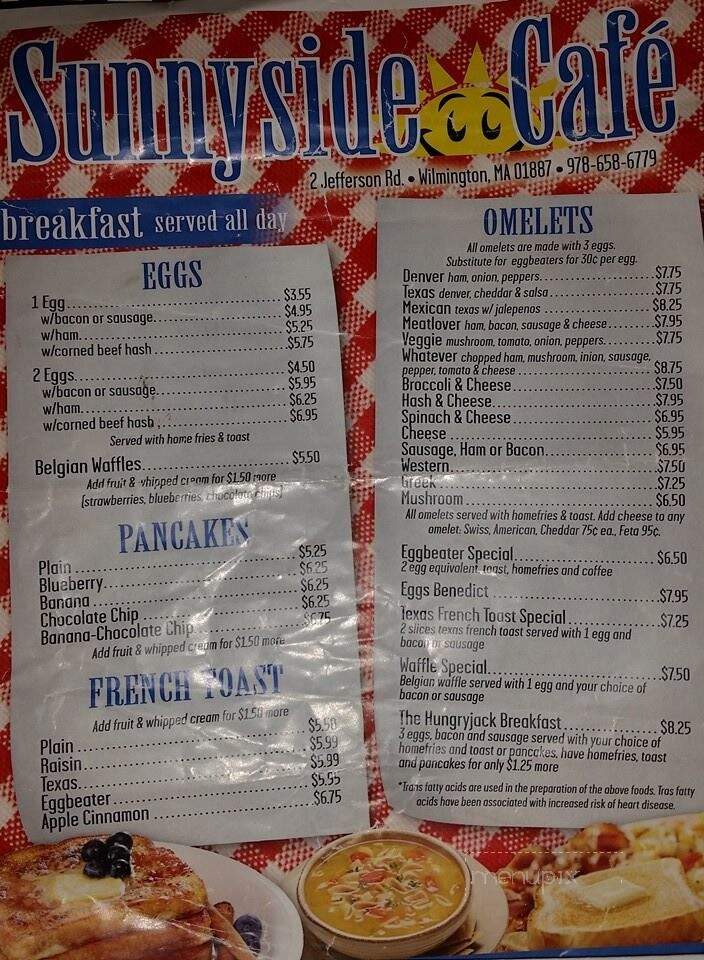 Sunnyside Café
2 Jefferson Rd. • Wilmington, MA 01887 • 978-658-6779
breakfast served all day
EGGS
1 Egg $3.55
w/bacon or sausage $4.95
w/ham $5.25
w/corned beef hash $5.75
2 Eggs $4.50
w/bacon or sausage $5.95
w/ham $6.25
w/corned beef hash $6.95
Served with home fries & toast
Belgian Waffles $5.50
Add fruit & whipped cream for $1.50 more
(strawberries, blueberries, chocolate chips)
PANCAKES
Plain $5.25
Blueberry $6.25
Banana $6.25
Chocolate Chip $6.25
Banana-Chocolate Chip $6.75
Add fruit & whipped cream for $1.50 more
FRENCH TOAST
Add fruit & whipped cream for $1.50 more
Plain $5.50
Raisin $5.99
Texas $5.99
Eggbeater $5.95
Apple Cinnamon $6.75
OMELETS
All omelets are made with 3 eggs.
Substitute for eggbeaters for 30¢ per egg.
Denver ham, onion, peppers $7.75
Texas denver, cheddar & salsa $7.75
Mexican texas w/ jalepenos $8.25
Meatlover ham, bacon, sausage & cheese $7.95
Veggie mushroom, tomato, onion, peppers $7.75
Whatever chopped ham, mushroom, inion, sausage,
pepper, tomato & cheese $8.75
Broccoli & Cheese $7.50
Hash & Cheese $7.95
Spinach & Cheese $6.95
Cheese $5.95
Sausage, Ham or Bacon $6.95
Western $7.50
Greek $7.25
Mushroom $6.50
All omelets served with homefries & toast. Add cheese to any
omelet: Swiss, American, Cheddar 75¢ ea., Feta 95¢.
Eggbeater Special $6.50
2 egg equivalent, toast, homefries and coffee
Eggs Benedict $7.95
Texas French Toast Special $7.25
2 slices texas french toast served with 1 egg and
bacon or sausage
Waffle Special $7.50
Belgian waffle served with 1 egg and your choice of
bacon or sausage
The Hungryjack Breakfast $8.25
3 eggs, bacon and sausage served with your choice of
homefries and toast or pancakes, have homefries, toast
and pancakes for only $1.25 more
*Trans fatty acids are used in the preparation of the above foods. Tras fatty
acids have been associated with increased risk of heart disease.
menupix